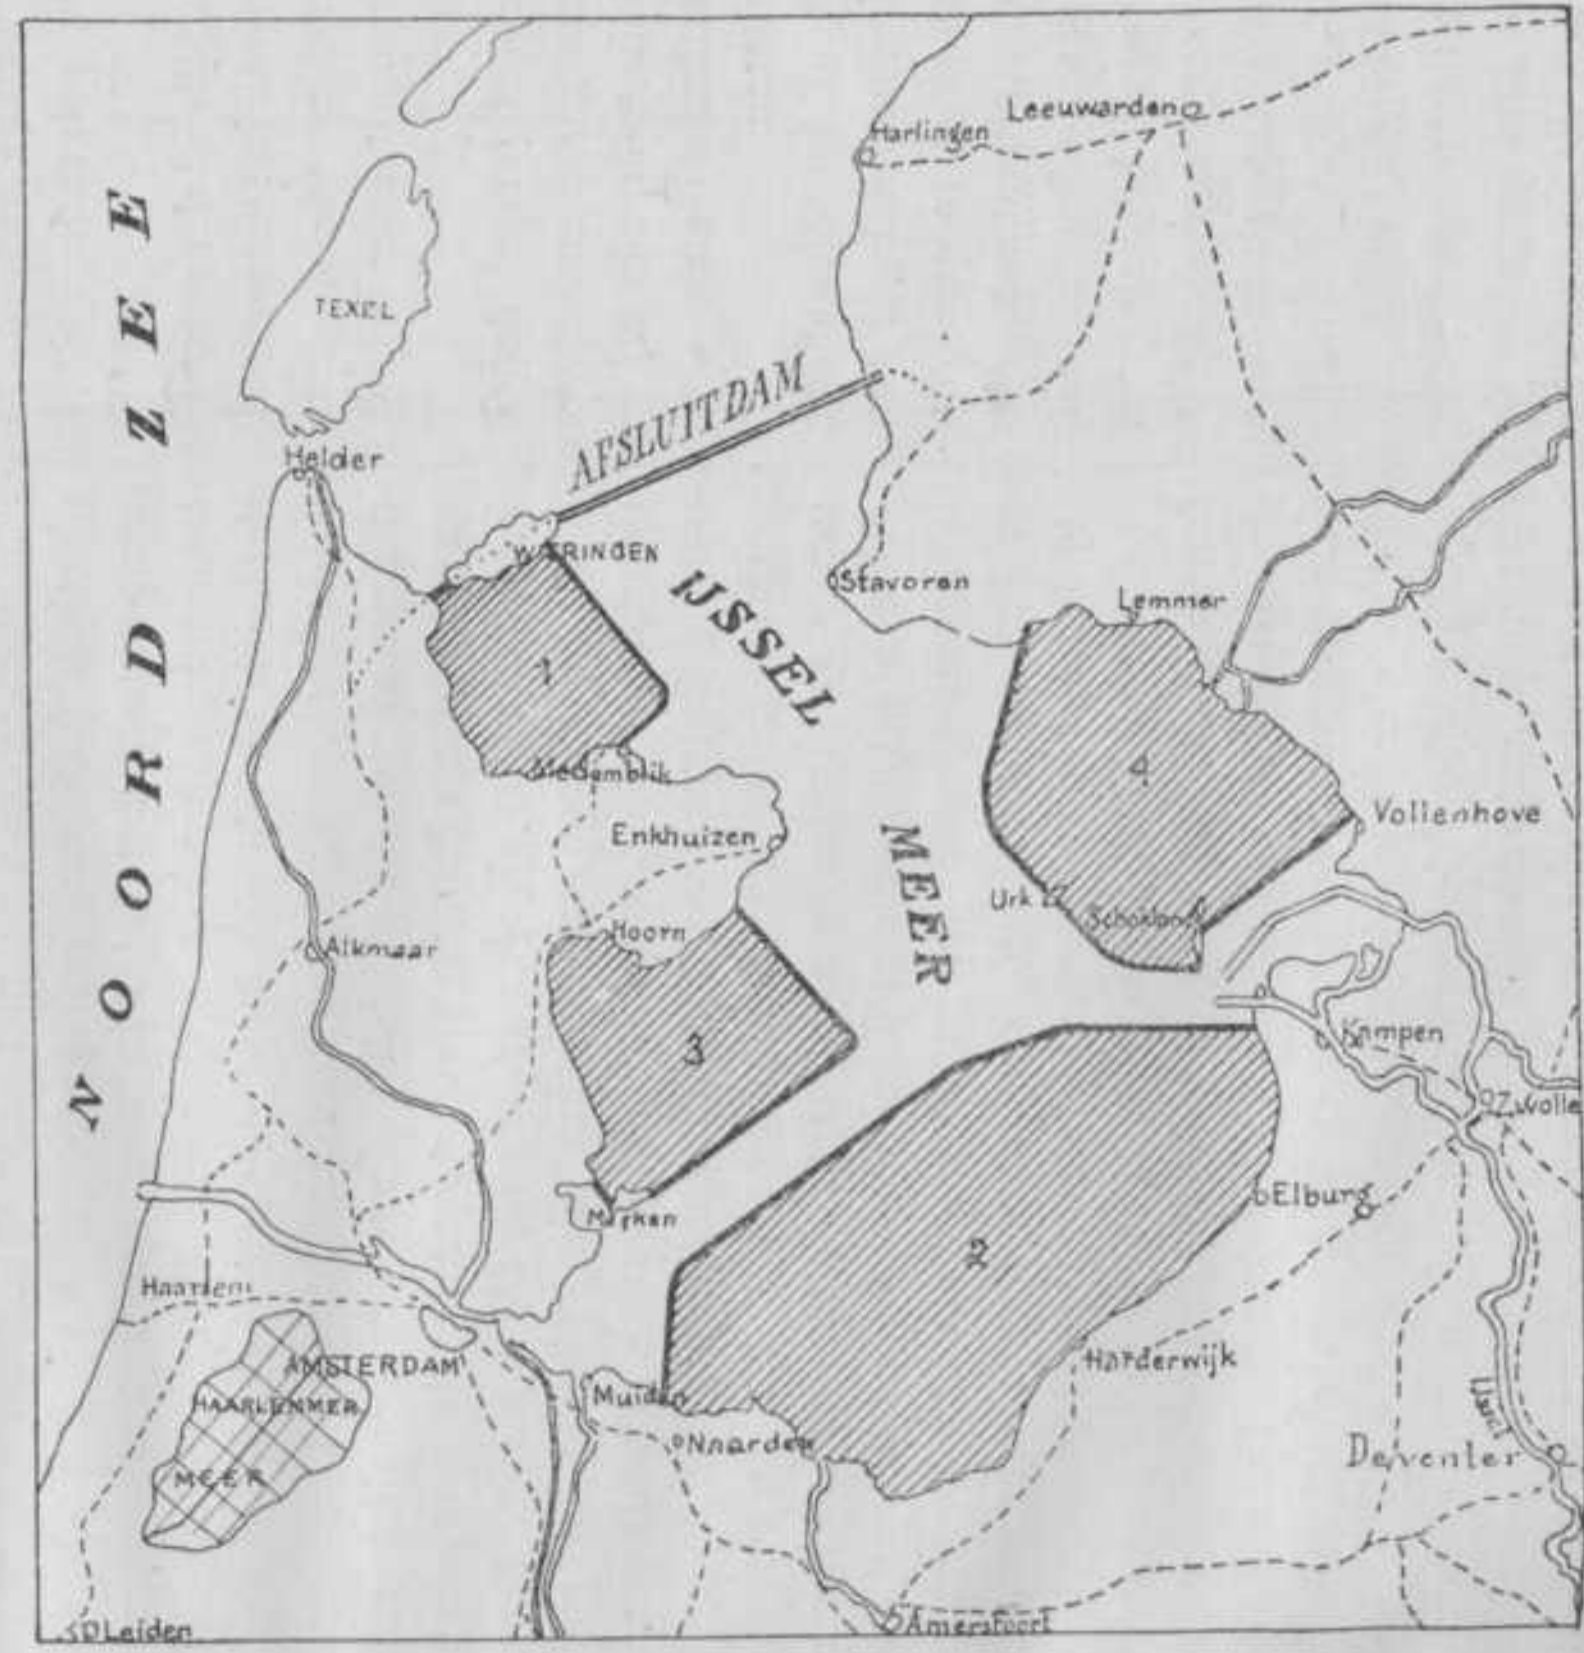 NOORD ZEE
Leeuwarden
Harlingen
TEXEL
AFSLUITDAM
Helder
WIERINGEN
IJSSEL
MEER
Stavoren
Lemmer
1
4
Medemblik
Vollenhove
Enkhuizen
Urk
Schokland
Hoorn
Alkmaar
3
Kampen
Zwolle
Elburg
Marken
2
Haarlem
AMSTERDAM
HAARLEMMER
MEER
Harderwijk
Muiden
Naarden
IJssel
Deventer
Leiden
Amersfoort